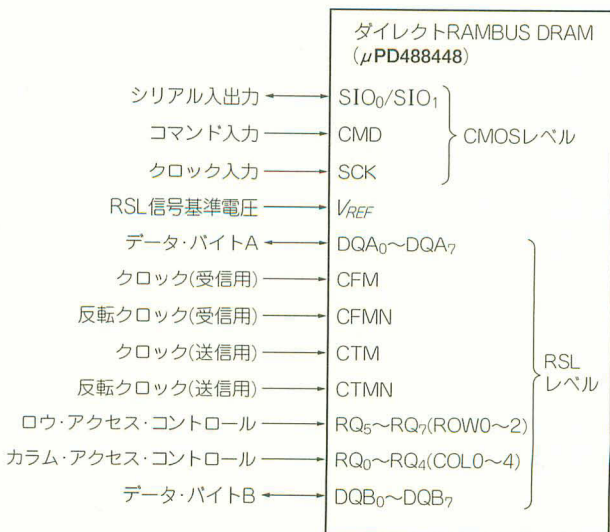 ダイレクトRAMBUS DRAM
(μPD488448)
シリアル入出力 SIO₀/SIO₁
コマンド入力 CMD
クロック入力 SCK
CMOSレベル
RSL信号基準電圧 VREF
データ・バイトA DQA₀〜DQA₇
クロック(受信用) CFM
反転クロック(受信用) CFMN
クロック(送信用) CTM
反転クロック(送信用) CTMN
ロウ・アクセス・コントロール RQ₅〜RQ₇(ROW0〜2)
カラム・アクセス・コントロール RQ₀〜RQ₄(COL0〜4)
データ・バイトB DQB₀〜DQB₇
RSL
レベル